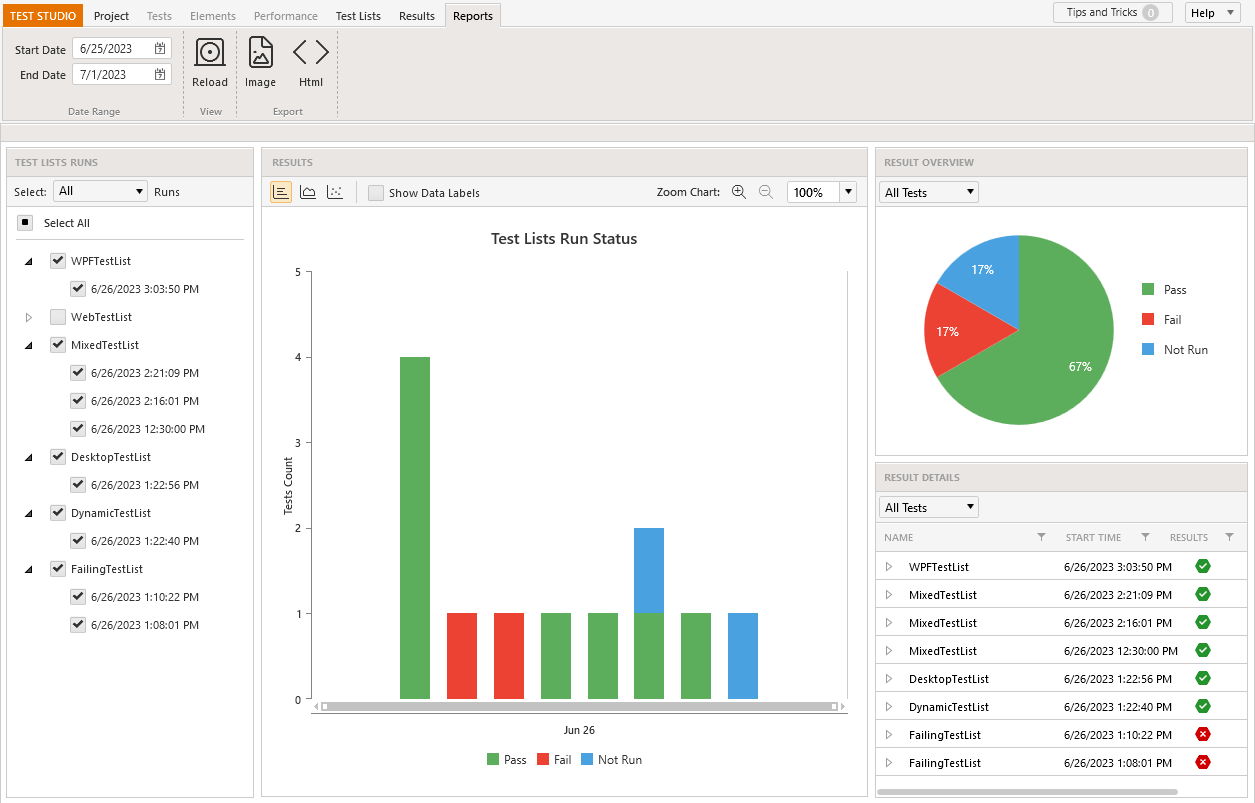 TEST STUDIO Project Tests Elements Performance Test Lists Results Reports Tips and Tricks 0 Help
Start Date 6/25/2023
End Date 7/1/2023
Reload Image Html
Date Range View Export
TEST LISTS RUNS
Select: All Runs
Select All
WPFTestList
6/26/2023 3:03:50 PM
WebTestList
MixedTestList
6/26/2023 2:21:09 PM
6/26/2023 2:16:01 PM
6/26/2023 12:30:00 PM
DesktopTestList
6/26/2023 1:22:56 PM
DynamicTestList
6/26/2023 1:22:40 PM
FailingTestList
6/26/2023 1:10:22 PM
6/26/2023 1:08:01 PM
RESULTS
Show Data Labels Zoom Chart: 100%
Test Lists Run Status
5
4
3
2
1
0
Tests Count
Jun 26
Pass Fail Not Run
RESULT OVERVIEW
All Tests
17%
17%
67%
Pass
Fail
Not Run
RESULT DETAILS
All Tests
NAME START TIME RESULTS
WPFTestList 6/26/2023 3:03:50 PM
MixedTestList 6/26/2023 2:21:09 PM
MixedTestList 6/26/2023 2:16:01 PM
MixedTestList 6/26/2023 12:30:00 PM
DesktopTestList 6/26/2023 1:22:56 PM
DynamicTestList 6/26/2023 1:22:40 PM
FailingTestList 6/26/2023 1:10:22 PM
FailingTestList 6/26/2023 1:08:01 PM